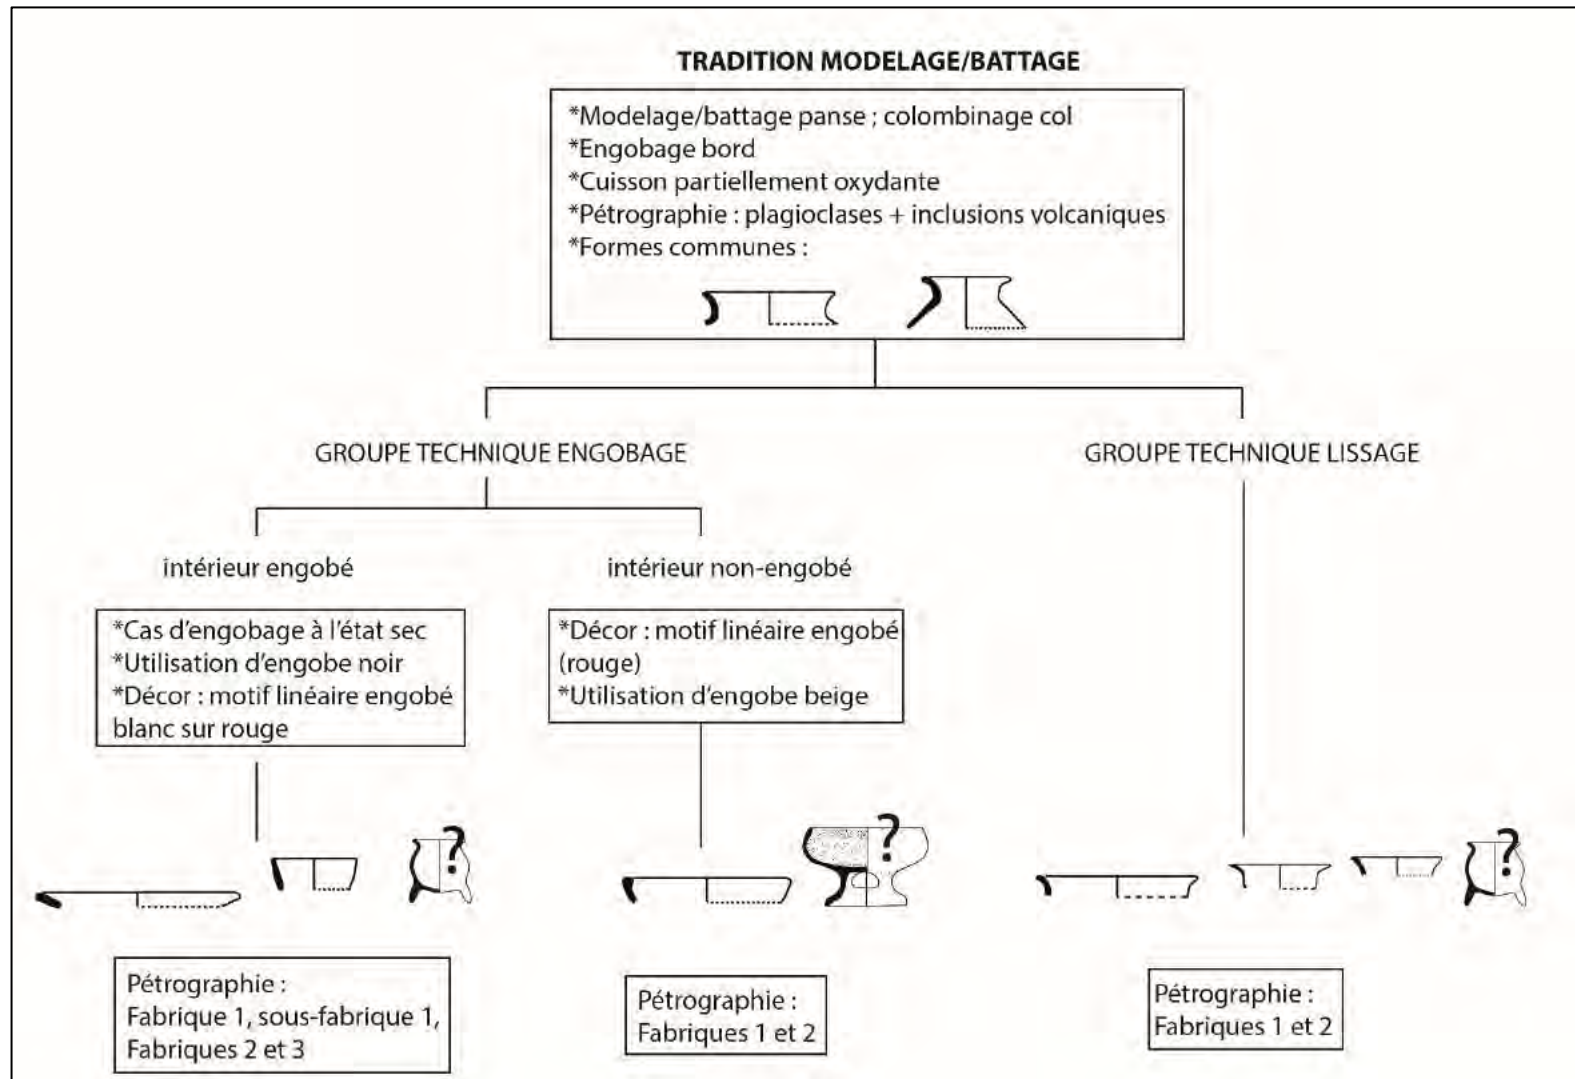 TRADITION MODELAGE/BATTAGE
*Modelage/battage panse ; colombinage col
*Engobage bord
*Cuisson partiellement oxydante
*Pétrographie : plagioclases + inclusions volcaniques
*Formes communes :
GROUPE TECHNIQUE ENGOBAGE
GROUPE TECHNIQUE LISSAGE
intérieur engobé
intérieur non-engobé
*Cas d'engobage à l'état sec
*Utilisation d'engobe noir
*Décor : motif linéaire engobé
blanc sur rouge
*Décor : motif linéaire engobé
(rouge)
*Utilisation d'engobe beige
?
?
?
Pétrographie :
Fabrique 1, sous-fabrique 1,
Fabriques 2 et 3
Pétrographie :
Fabriques 1 et 2
Pétrographie :
Fabriques 1 et 2